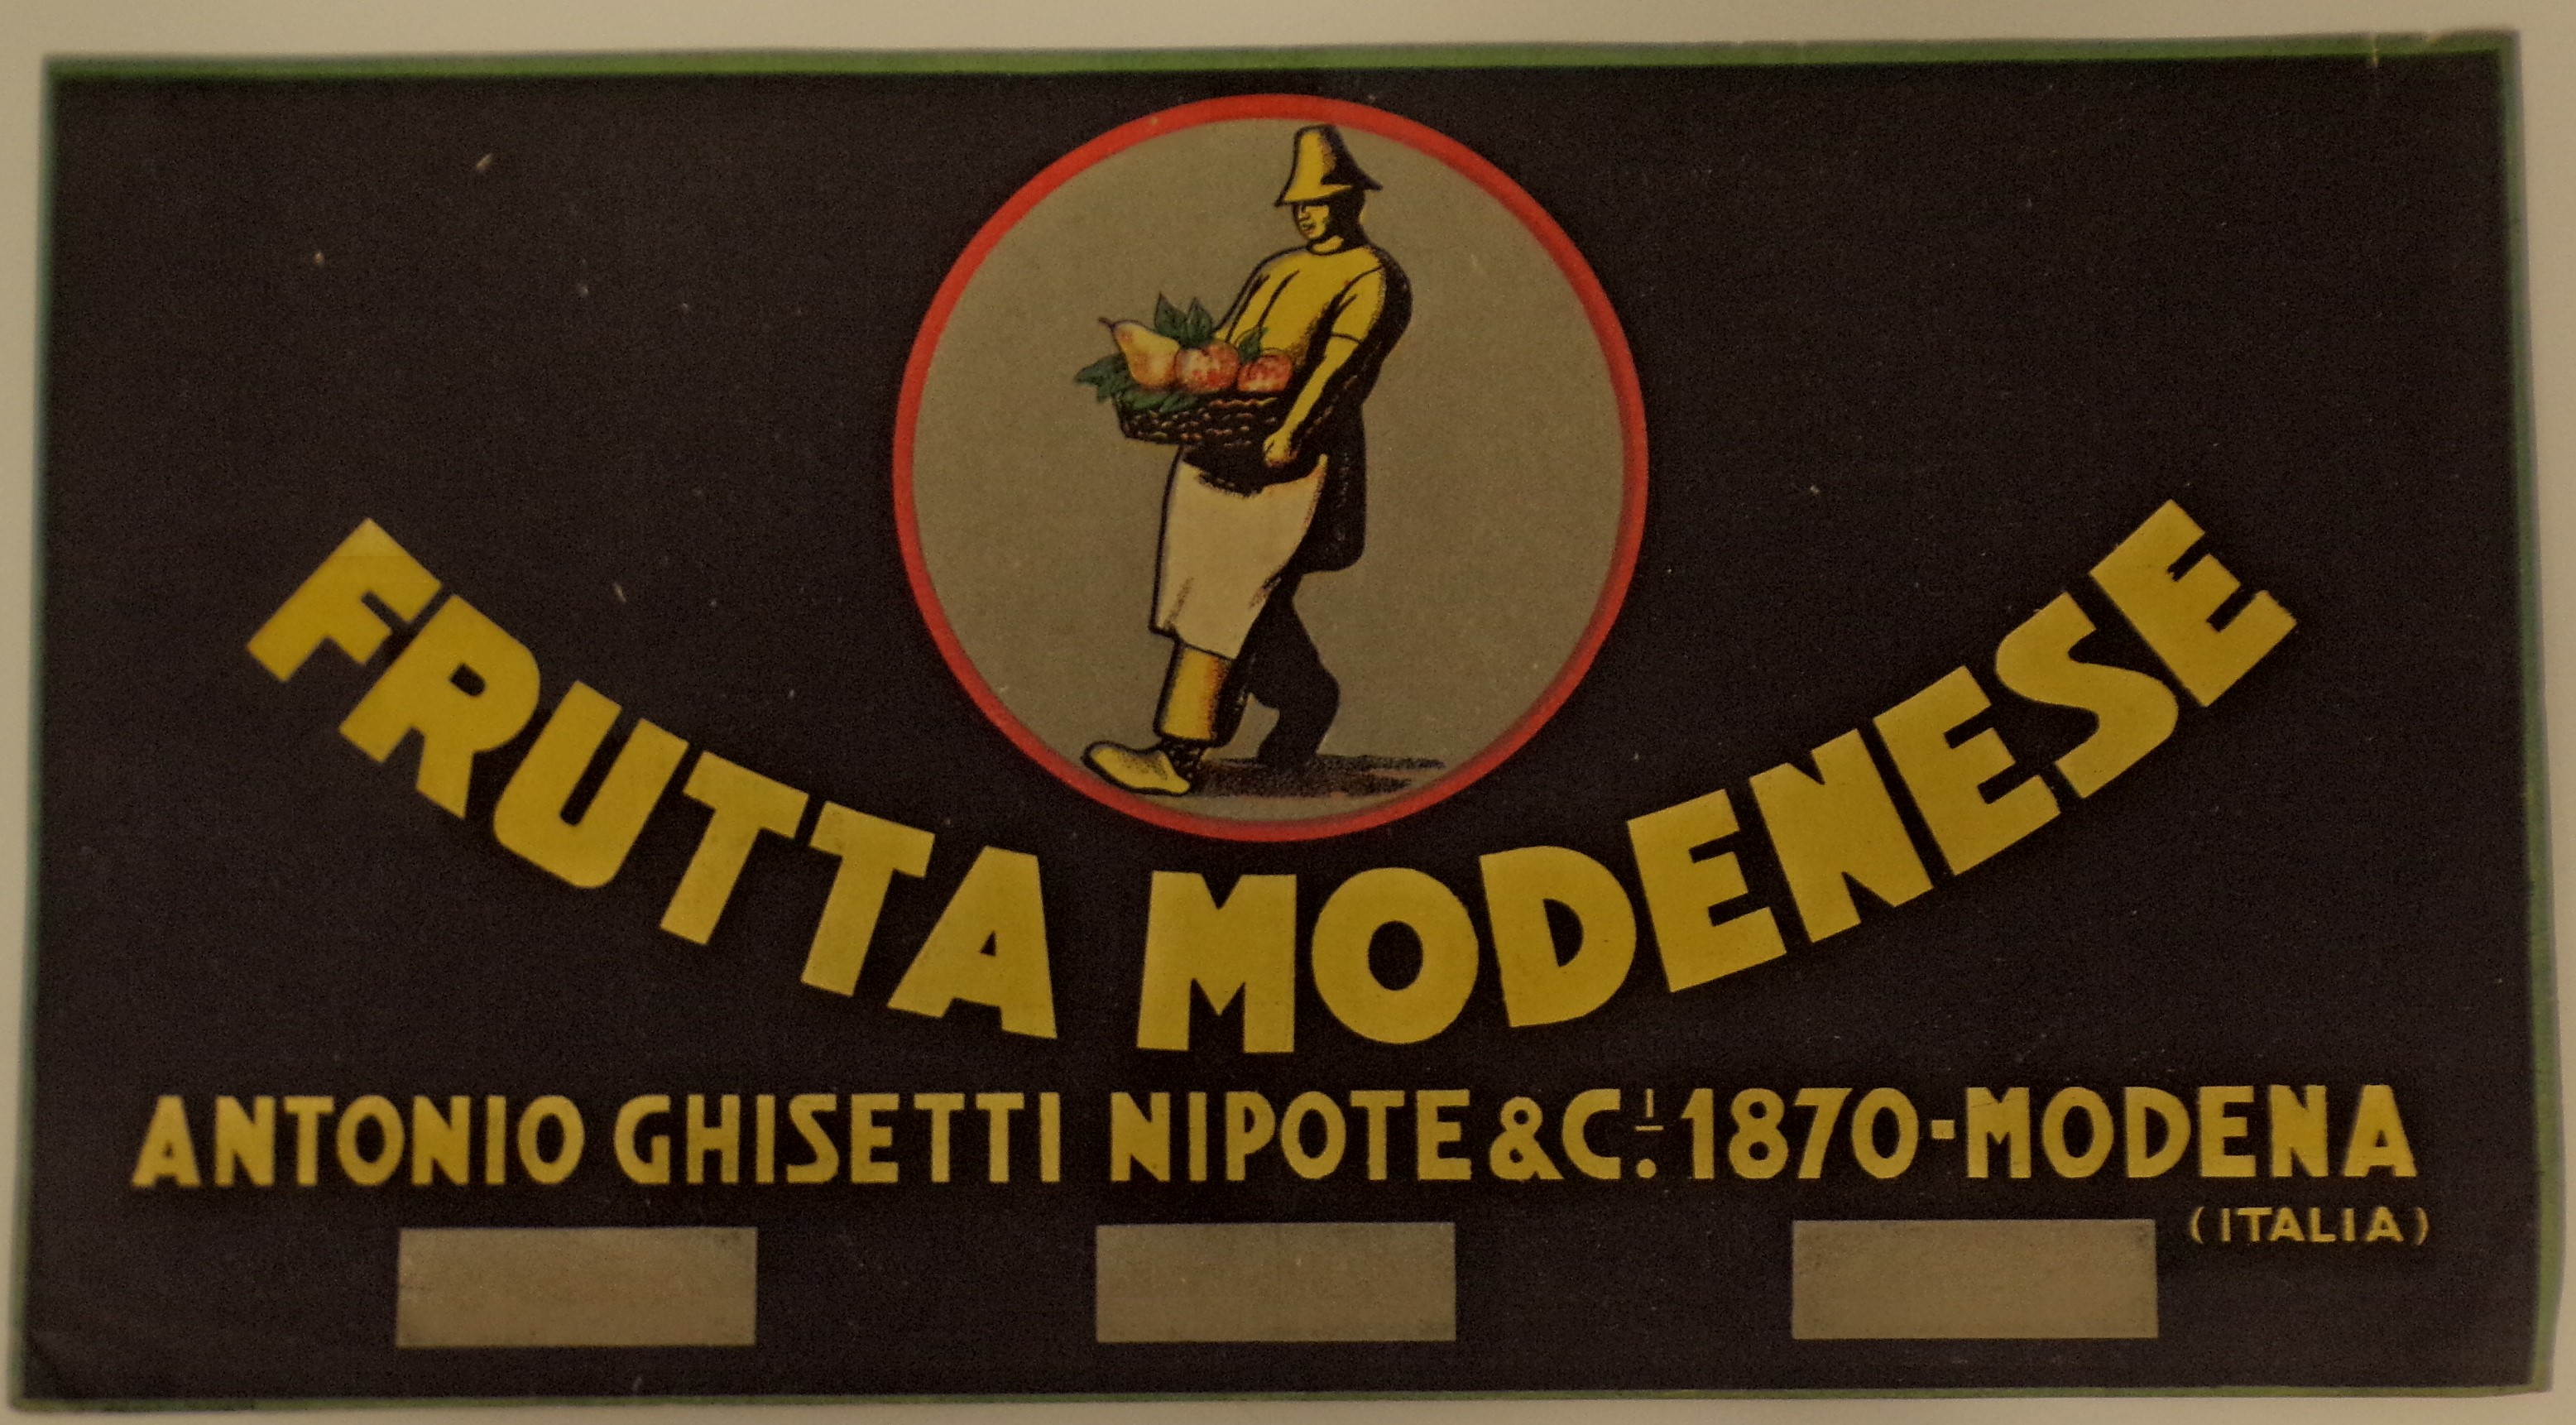 FRUTTA MODENESE
ANTONIO GHISETTI NIPOTE & C.ⁱ 1870-MODENA
(ITALIA)